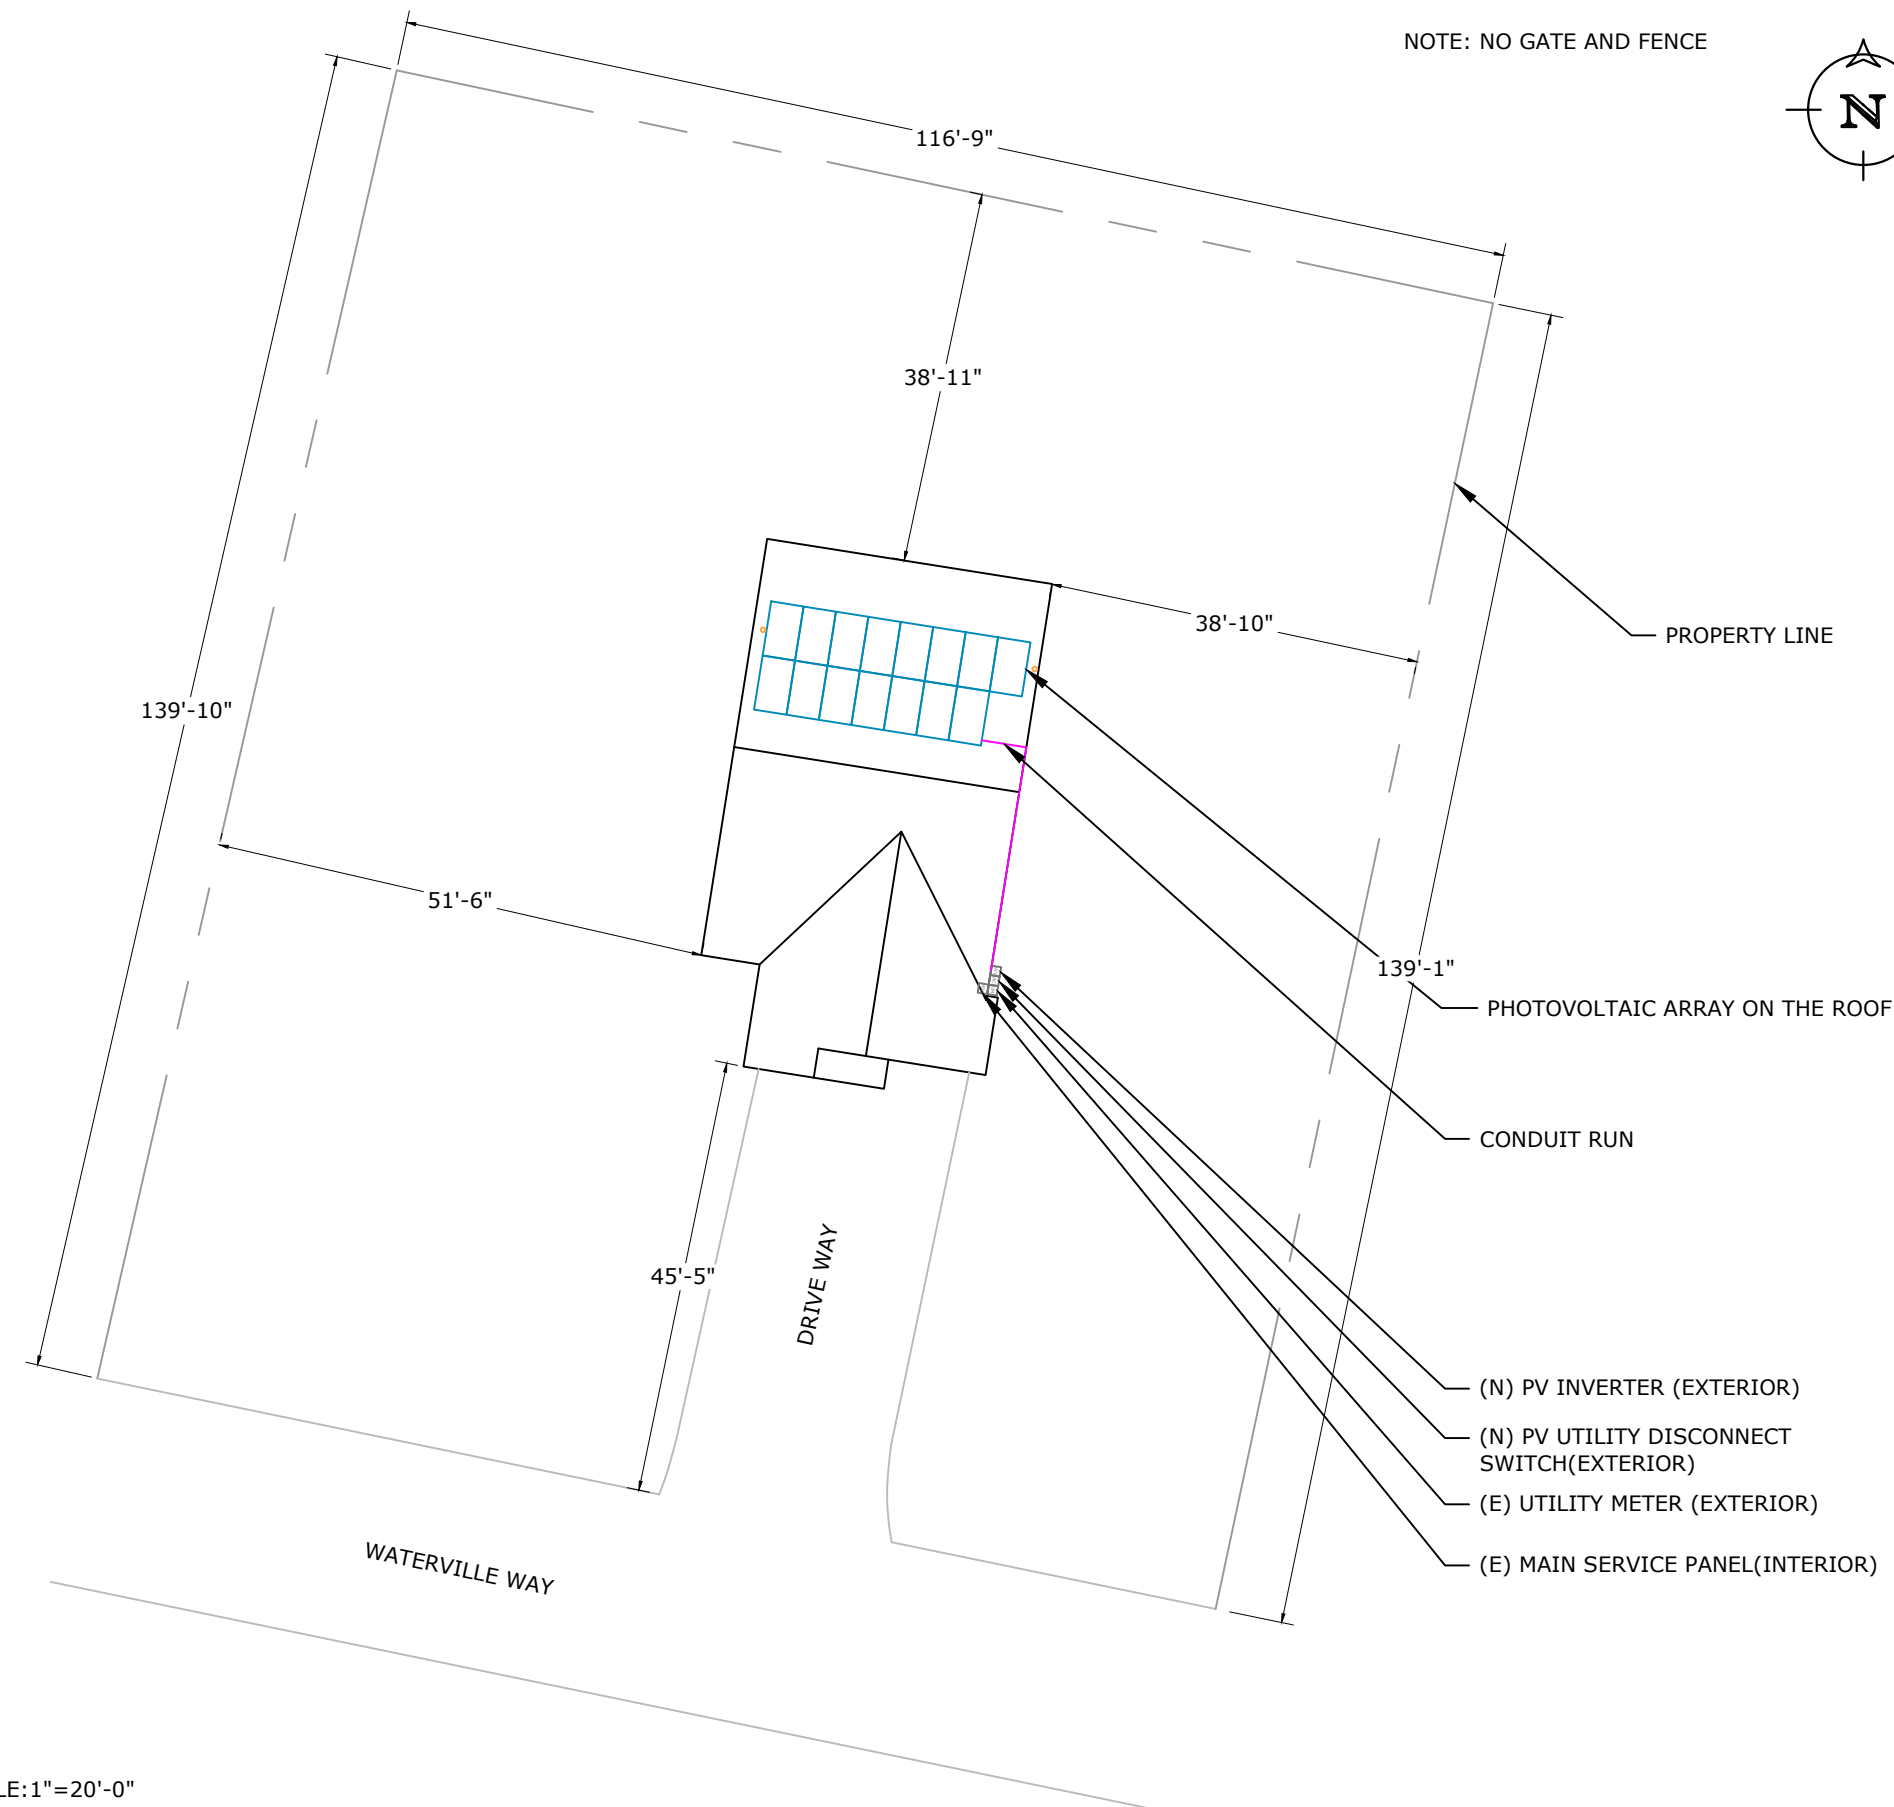 NOTE: NO GATE AND FENCE
N
116'-9"
38'-11"
38'-10"
PROPERTY LINE
139'-10"
51'-6"
139'-1"
PHOTOVOLTAIC ARRAY ON THE ROOF
CONDUIT RUN
45'-5"
DRIVE WAY
(N) PV INVERTER (EXTERIOR)
(N) PV UTILITY DISCONNECT
SWITCH(EXTERIOR)
(E) UTILITY METER (EXTERIOR)
(E) MAIN SERVICE PANEL(INTERIOR)
WATERVILLE WAY
LE:1"=20'-0"